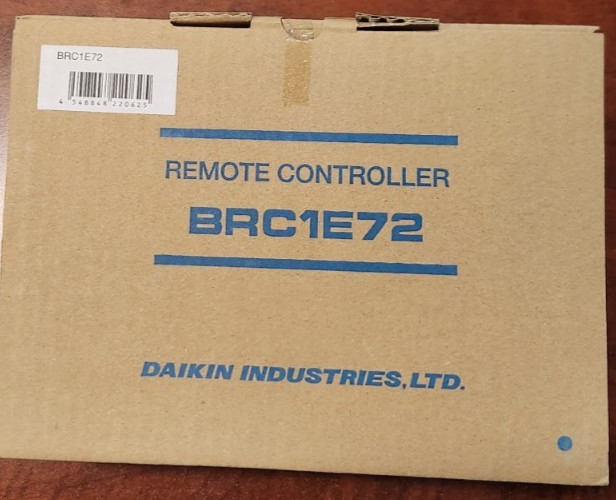 BRC1E72
4 548848 220625
REMOTE CONTROLLER
BRC1E72
DAIKIN INDUSTRIES,LTD.